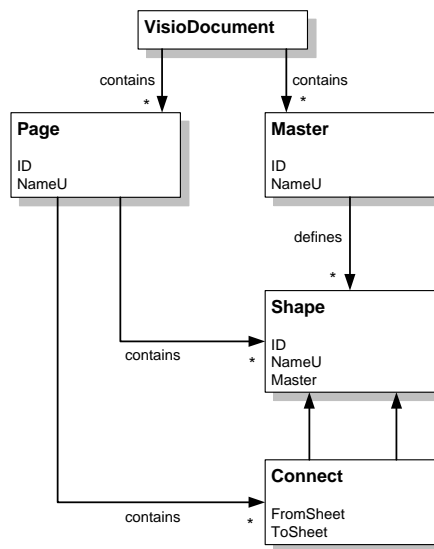 VisioDocument
contains
contains
*
*
Page
ID
NameU
Master
ID
NameU
defines
*
Shape
ID
NameU
Master
contains
*
Connect
FromSheet
ToSheet
contains
*